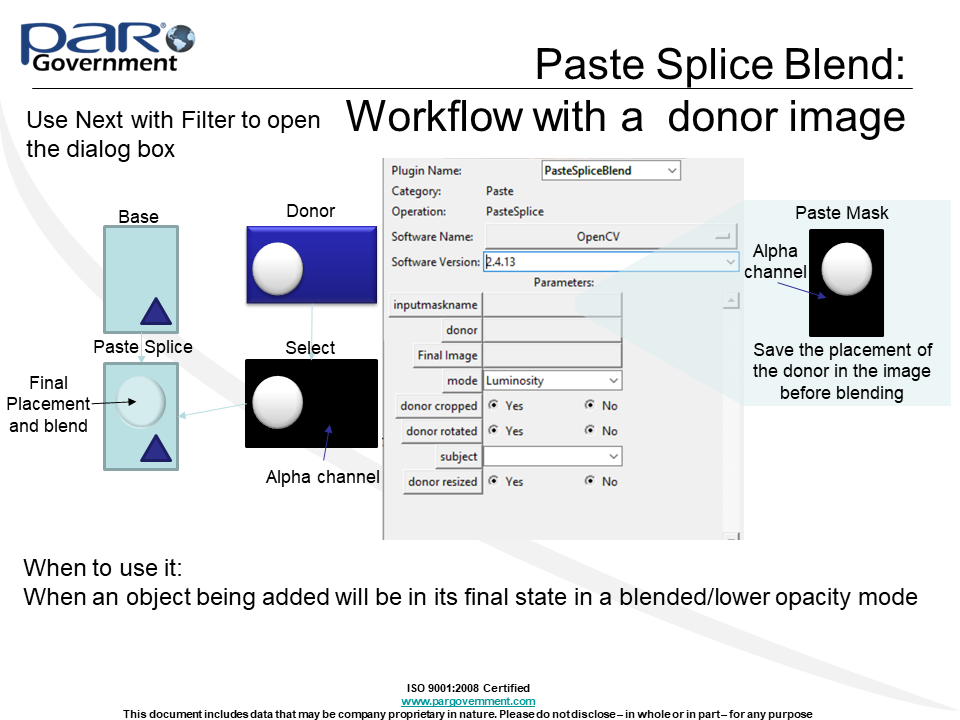 PAR
Government
Paste Splice Blend:
Workflow with a donor image
Use Next with Filter to open
the dialog box
Base
Donor
Paste Splice
Select
Final
Placement
and blend
Alpha channel
Plugin Name: PasteSpliceBlend
Category: Paste
Operation: PasteSplice
Software Name: OpenCV
Software Version: 2.4.13
Parameters:
inputmaskname
donor
Final Image
mode Luminosity
donor cropped Yes No
donor rotated Yes No
subject
donor resized Yes No
Paste Mask
Alpha
channel
Save the placement of
the donor in the image
before blending
When to use it:
When an object being added will be in its final state in a blended/lower opacity mode
ISO 9001:2008 Certified
www.pargovernment.com
This document includes data that may be company proprietary in nature. Please do not disclose – in whole or in part – for any purpose